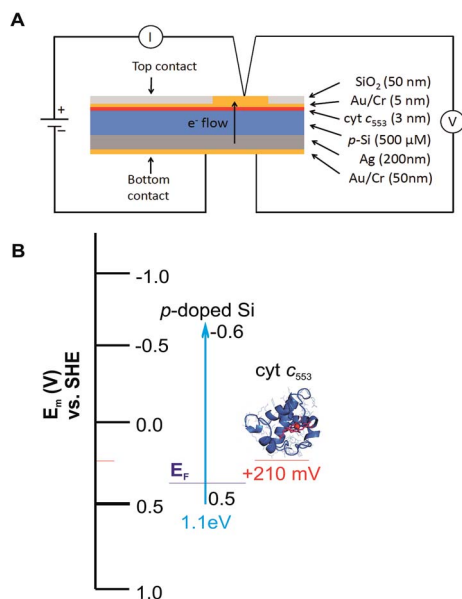 A
I
Top contact
e⁻ flow
+
−
Bottom contact
SiO₂ (50 nm)
Au/Cr (5 nm)
cyt c₅₅₃ (3 nm)
p-Si (500 μM)
Ag (200nm)
Au/Cr (50nm)
V
B
Eₘ (V)
vs. SHE
-1.0
-0.5
0.0
0.5
1.0
p-doped Si
-0.6
cyt c₅₅₃
E_F
+210 mV
0.5
1.1eV